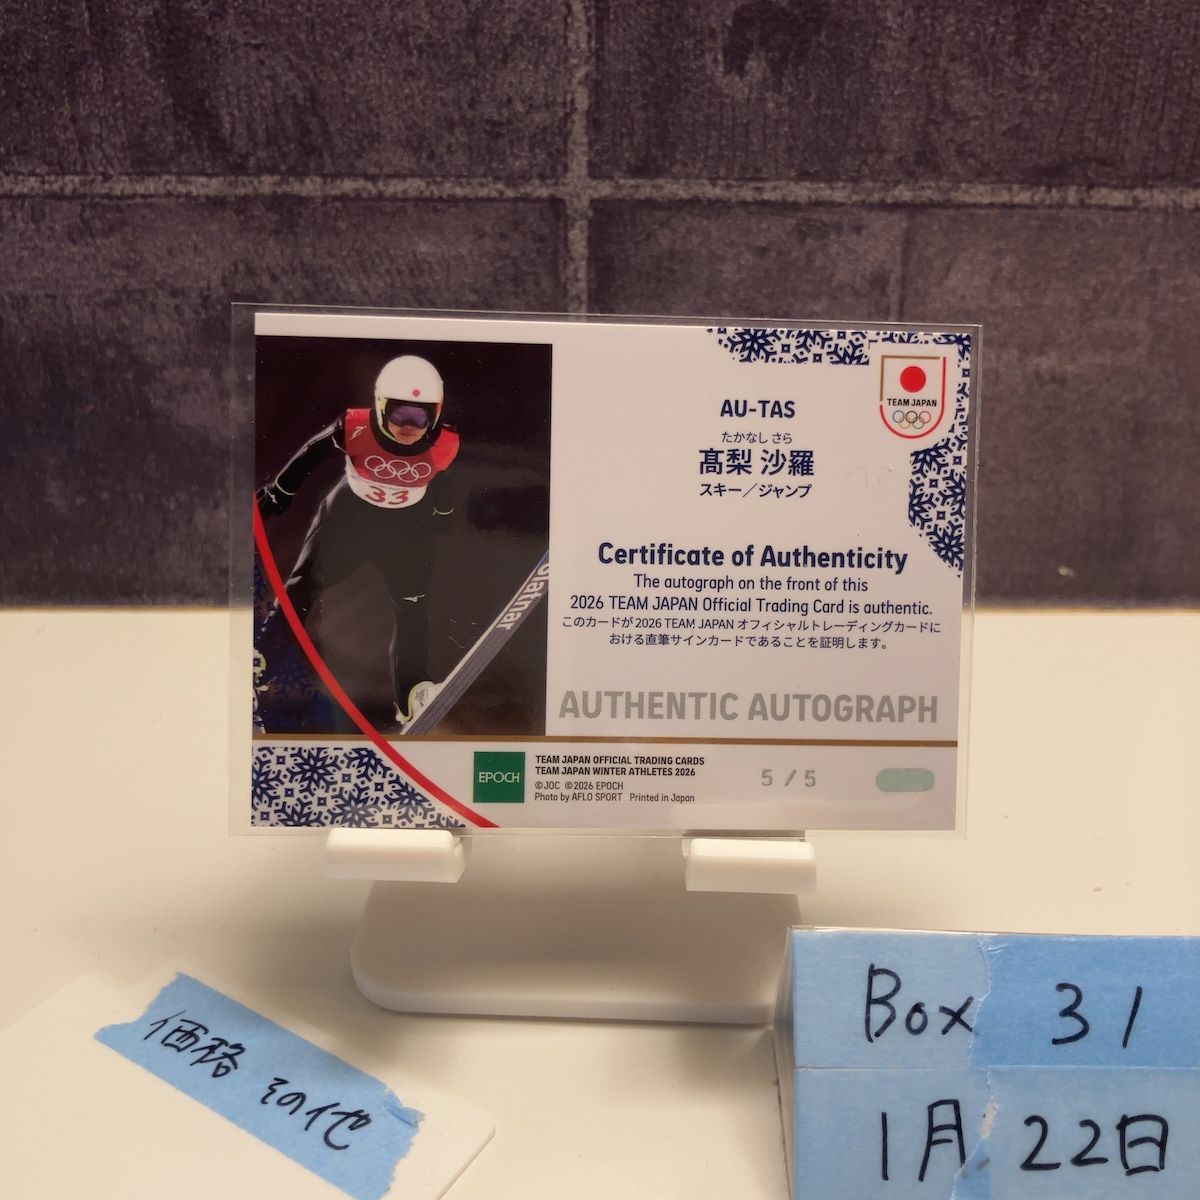 TEAM JAPAN
AU-TAS
たかなし さら
髙梨 沙羅
スキー／ジャンプ
33
elatnar
Certificate of Authenticity
The autograph on the front of this
2026 TEAM JAPAN Official Trading Card is authentic.
このカードが 2026 TEAM JAPAN オフィシャルトレーディングカードに
おける直筆サインカードであることを証明します。
AUTHENTIC AUTOGRAPH
EPOCH
TEAM JAPAN OFFICIAL TRADING CARDS
TEAM JAPAN WINTER ATHLETES 2026
©JOC ©2026 EPOCH
Photo by AFLO SPORT Printed in Japan
5 / 5
価格 その他
Box 31
1月22日